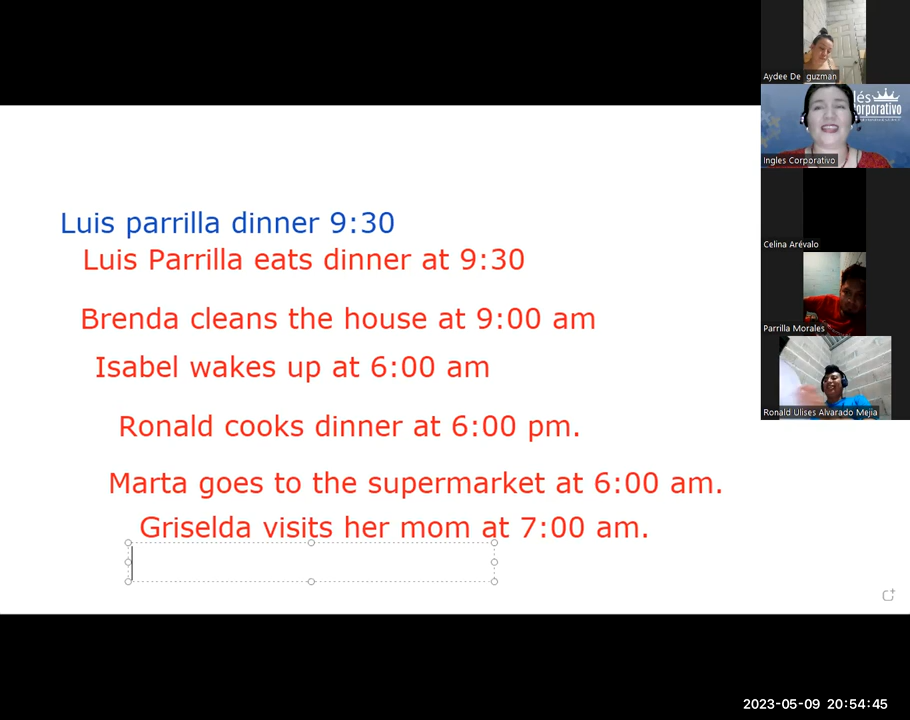 Luis parrilla dinner 9:30
Luis Parrilla eats dinner at 9:30
Brenda cleans the house at 9:00 am
Isabel wakes up at 6:00 am
Ronald cooks dinner at 6:00 pm.
Marta goes to the supermarket at 6:00 am.
Griselda visits her mom at 7:00 am.
Aydee De guzman
lés
orporativo
Ingles Corporativo
Celina Arévalo
Parrilla Morales
Ronald Ulises Alvarado Mejia
2023-05-09 20:54:45